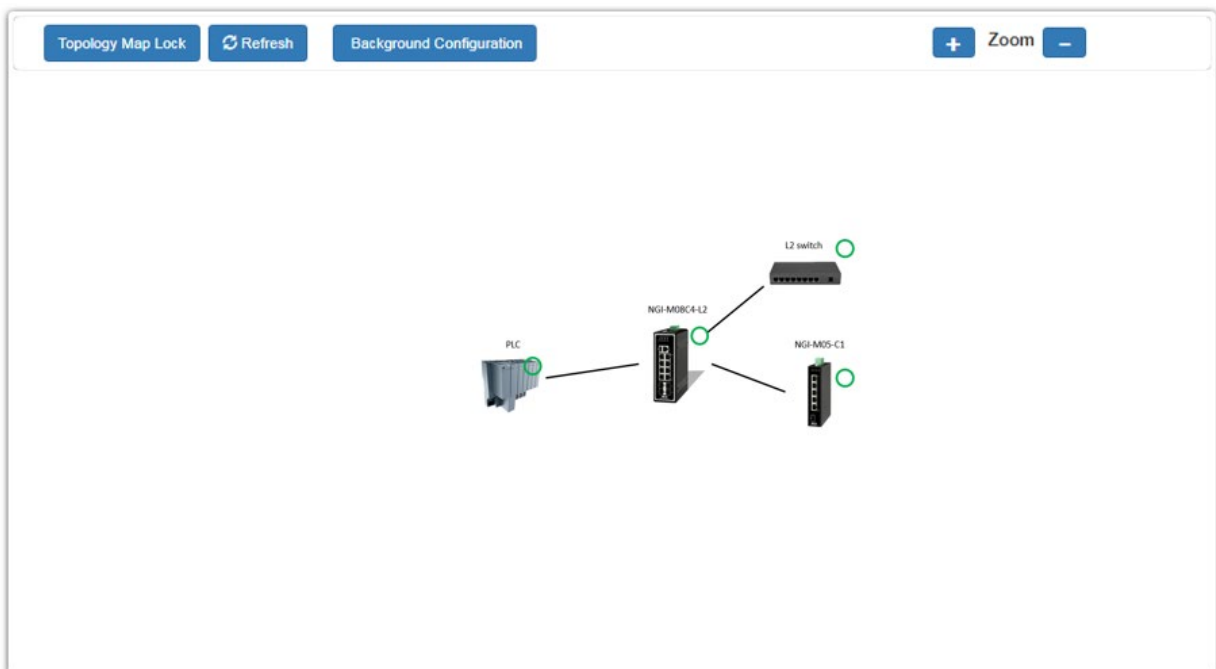 Topology Map Lock Refresh Background Configuration + Zoom −
L2 switch
NGI-M08C4-L2
PLC
NGI-M05-C1